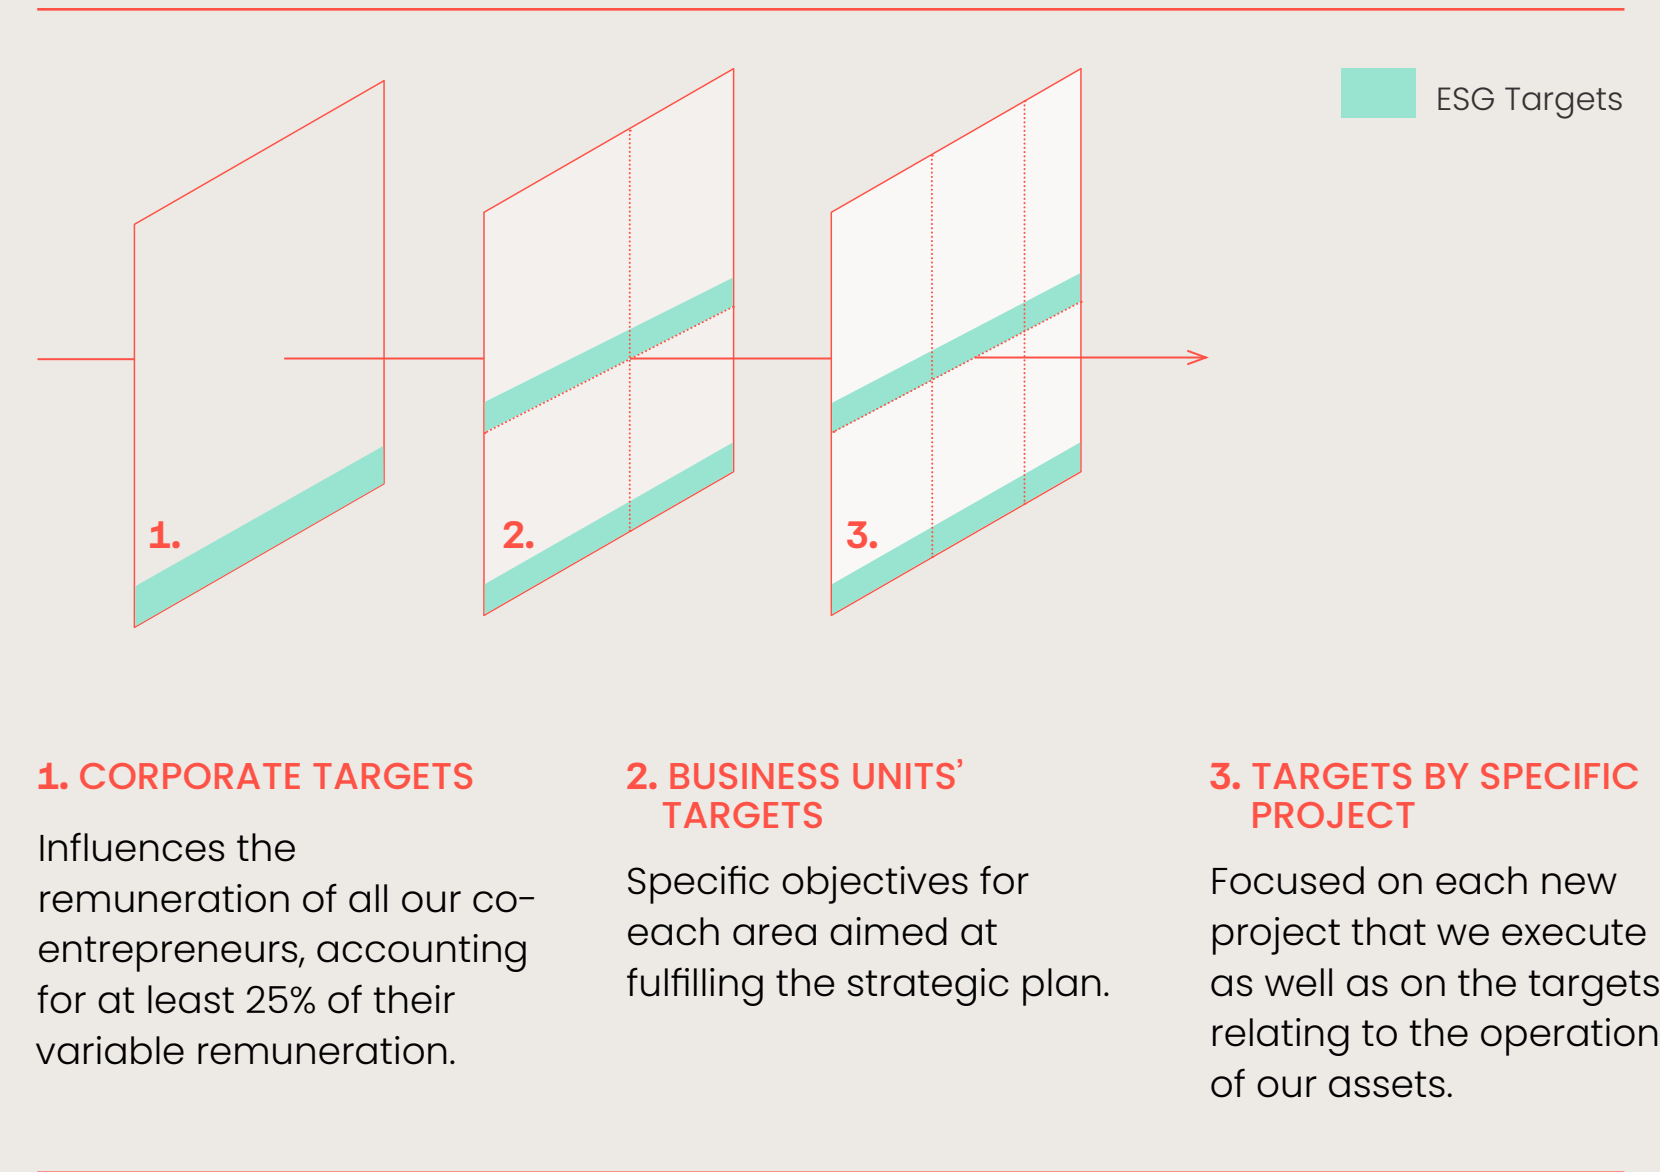 ESG Targets
1.
2.
3.
1. CORPORATE TARGETS
Influences the
remuneration of all our co-
entrepreneurs, accounting
for at least 25% of their
variable remuneration.
2. BUSINESS UNITS’
TARGETS
Specific objectives for
each area aimed at
fulfilling the strategic plan.
3. TARGETS BY SPECIFIC
PROJECT
Focused on each new
project that we execute
as well as on the targets
relating to the operation
of our assets.